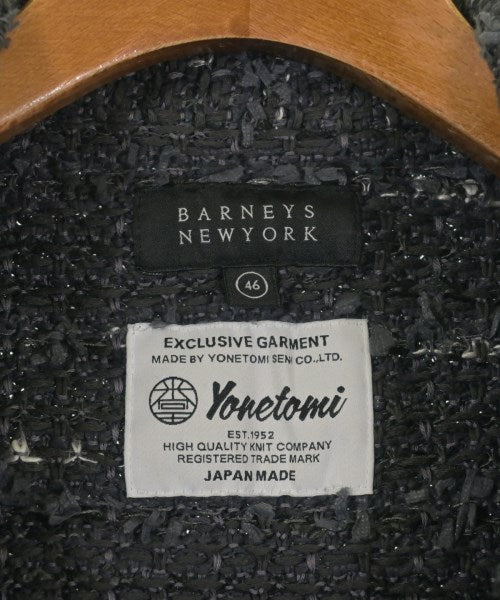 BARNEYS
NEWYORK
46
EXCLUSIVE GARMENT
MADE BY YONETOMI SENI CO.,LTD.
Yonetomi
EST.1952
HIGH QUALITY KNIT COMPANY
REGISTERED TRADE MARK
JAPAN MADE